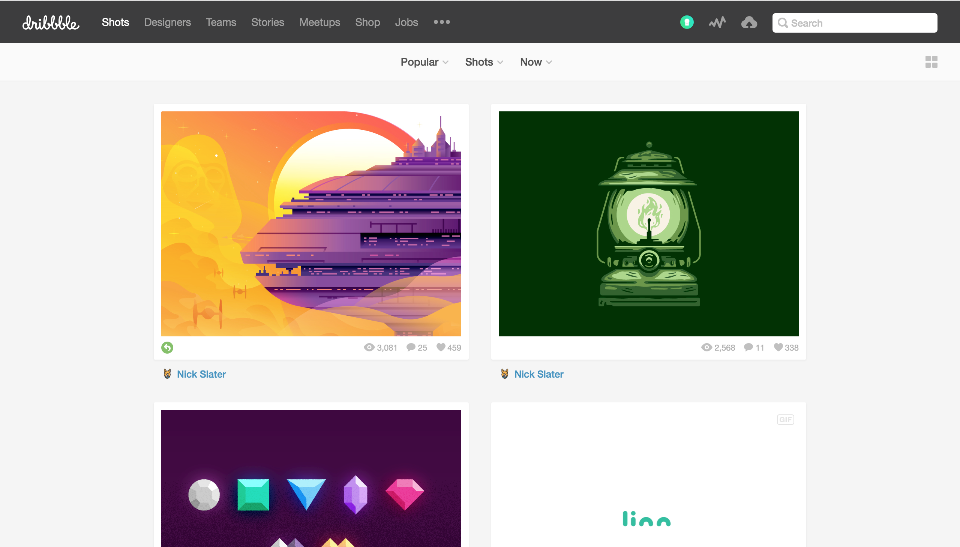 dribbble Shots Designers Teams Stories Meetups Shop Jobs Search
Popular Shots Now
3,081 25 459
2,568 11 338
Nick Slater
Nick Slater
GIF